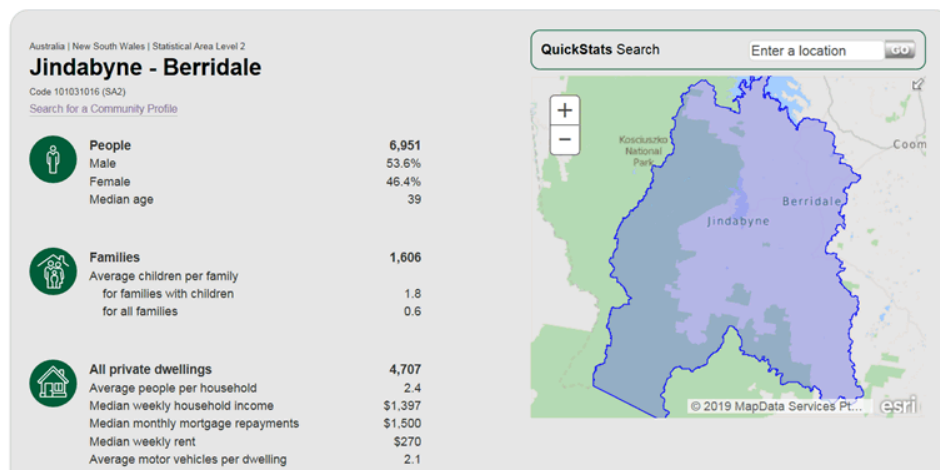 Australia | New South Wales | Statistical Area Level 2
Jindabyne - Berridale
Code 101031016 (SA2)
Search for a Community Profile
People 6,951
Male 53.6%
Female 46.4%
Median age 39
Families 1,606
Average children per family
for families with children 1.8
for all families 0.6
All private dwellings 4,707
Average people per household 2.4
Median weekly household income $1,397
Median monthly mortgage repayments $1,500
Median weekly rent $270
Average motor vehicles per dwelling 2.1
QuickStats Search Enter a location GO
+
−
Kosciuszko
National
Park
Coom
Berridale
Jindabyne
© 2019 MapData Services Pt... esri